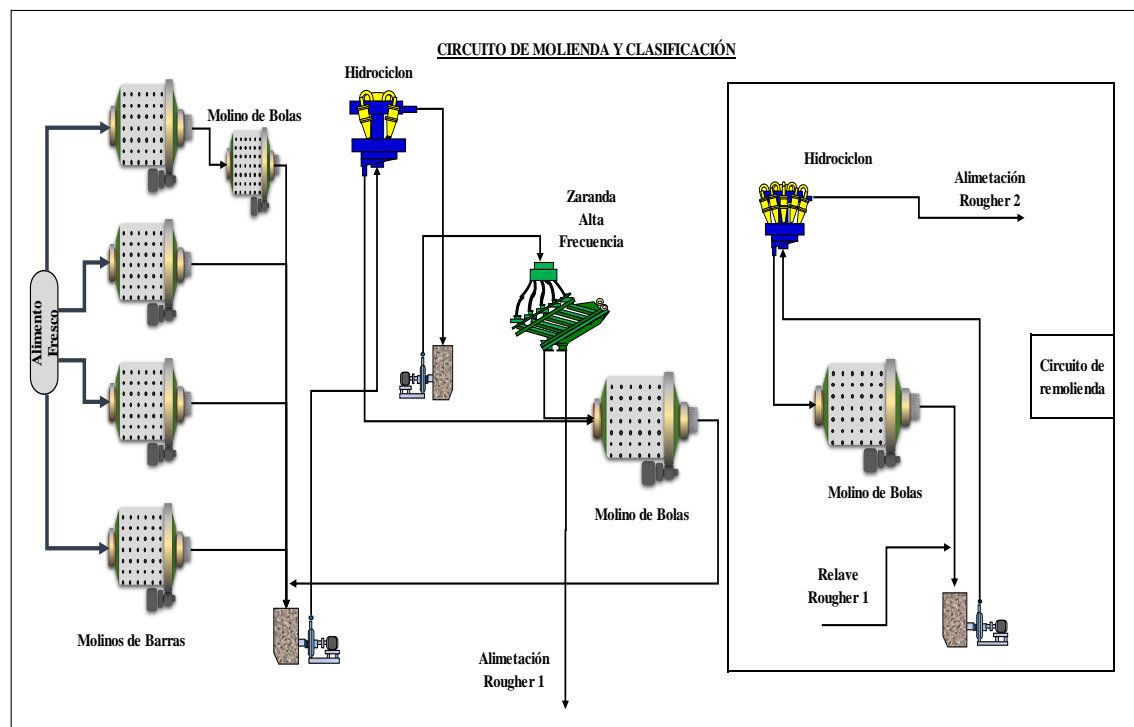 CIRCUITO DE MOLIENDA Y CLASIFICACIÓN
Hidrociclon
Molino de Bolas
Zaranda
Alta
Frecuencia
Alimento
Fresco
Molino de Bolas
Molinos de Barras
Alimetación
Rougher 1
Hidrociclon
Alimetación
Rougher 2
Circuito de
remolienda
Molino de Bolas
Relave
Rougher 1